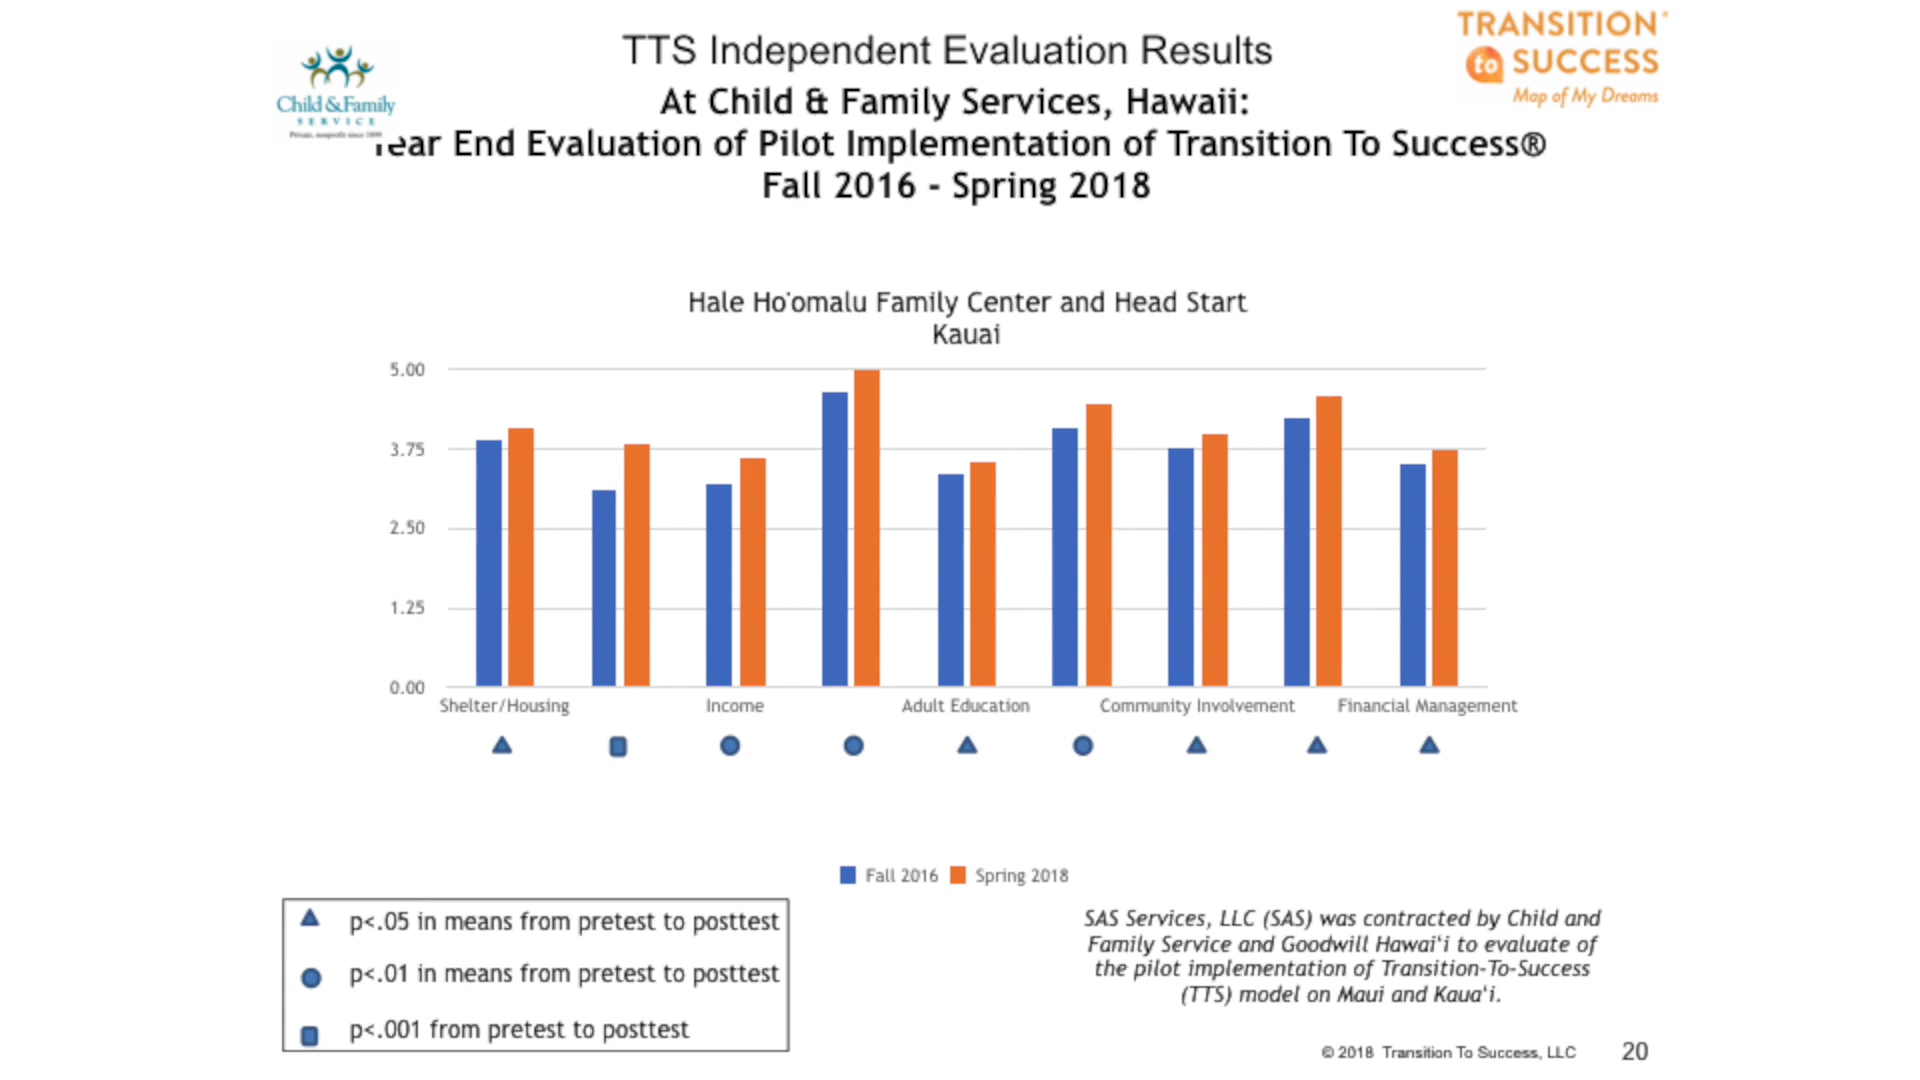 TRANSITION
to SUCCESS
Map of My Dreams
Child & Family
SERVICE
Private, nonprofit since 1899
TTS Independent Evaluation Results
At Child & Family Services, Hawaii:
Year End Evaluation of Pilot Implementation of Transition To Success®
Fall 2016 - Spring 2018
Hale Ho'omalu Family Center and Head Start
Kauai
5.00
3.75
2.50
1.25
0.00
Shelter/Housing Income Adult Education Community Involvement Financial Management
Fall 2016 Spring 2018
p<.05 in means from pretest to posttest
p<.01 in means from pretest to posttest
p<.001 from pretest to posttest
SAS Services, LLC (SAS) was contracted by Child and
Family Service and Goodwill Hawai'i to evaluate of
the pilot implementation of Transition-To-Success
(TTS) model on Maui and Kaua'i.
© 2018 Transition To Success, LLC 20